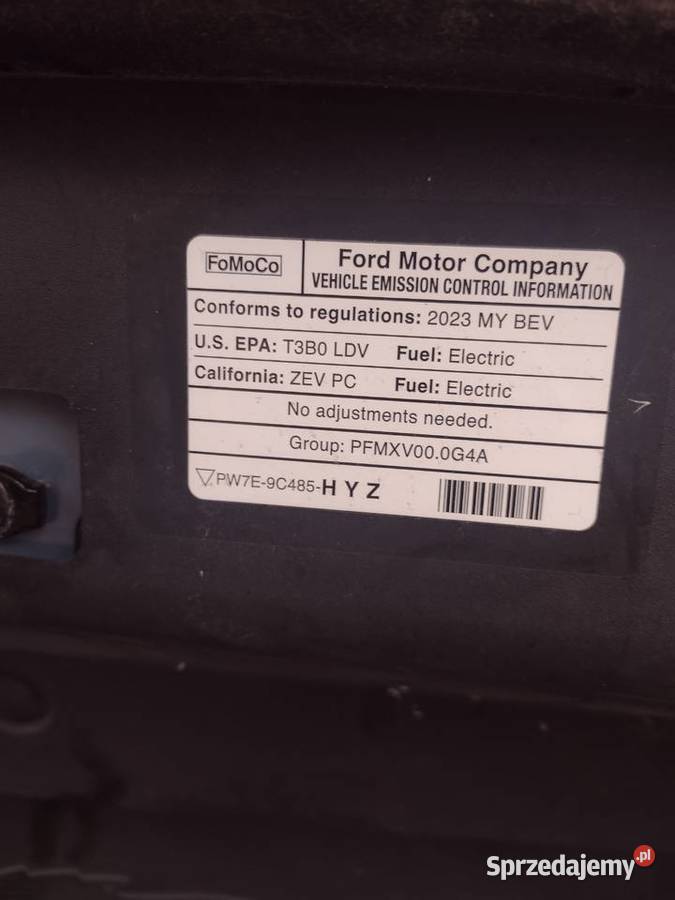 FoMoCo
Ford Motor Company
VEHICLE EMISSION CONTROL INFORMATION
Conforms to regulations: 2023 MY BEV
U.S. EPA: T3B0 LDV Fuel: Electric
California: ZEV PC Fuel: Electric
No adjustments needed.
Group: PFMXV00.0G4A
PW7E-9C485-H Y Z
Sprzedajemy.pl